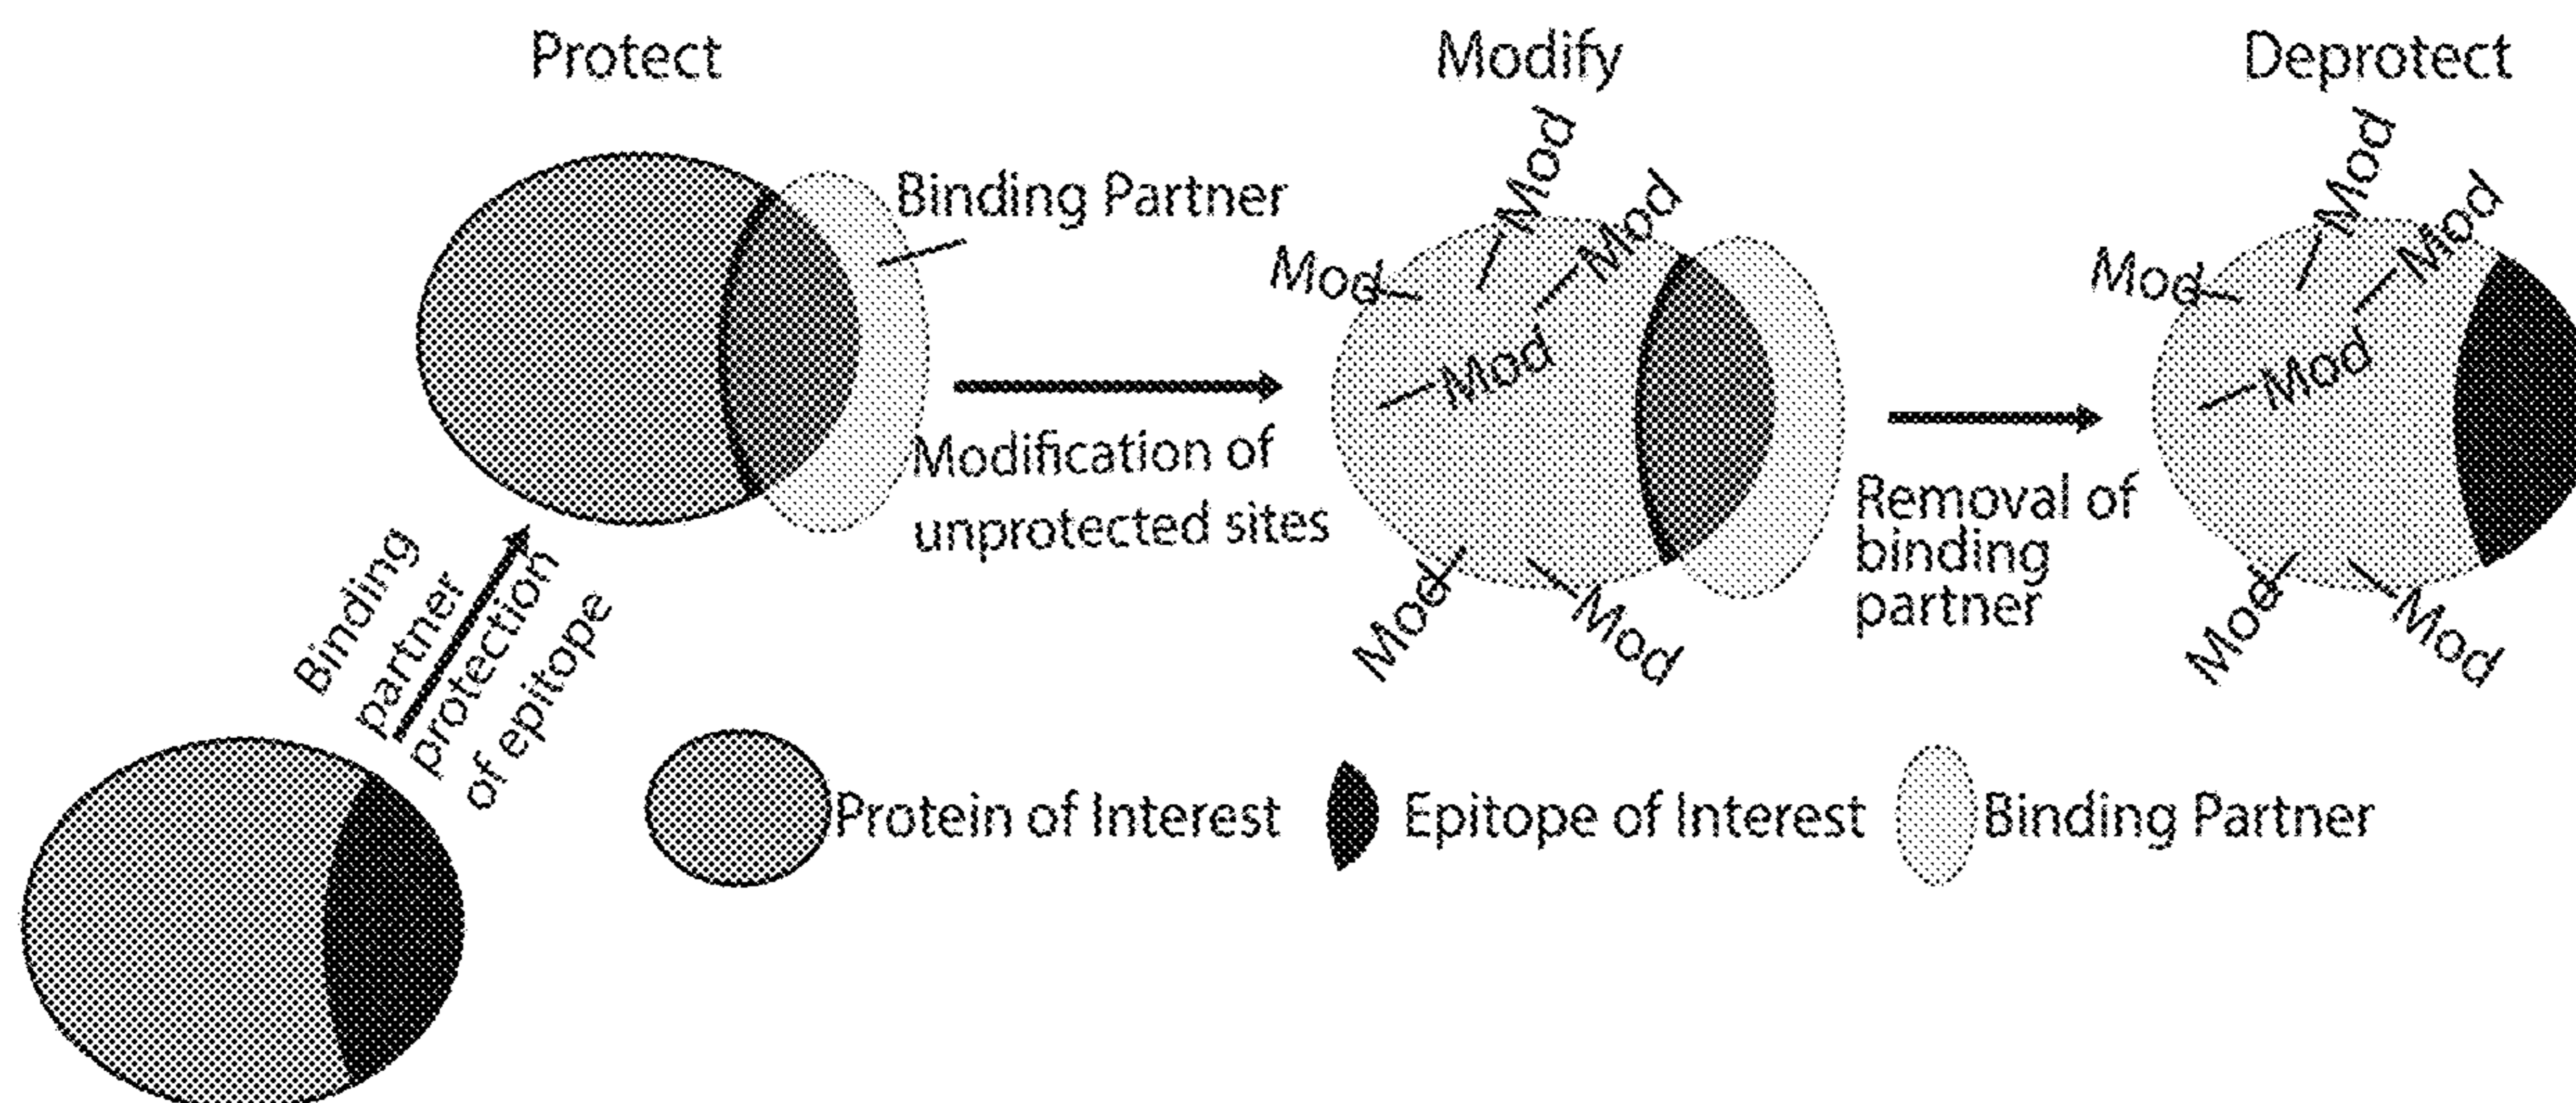 Protect
Modify
Deprotect
Binding Partner
Mod
Mod
Mod
Mod
Mod
Mod
Mod
Mod
Mod
Mod
Mod
Mod
Modification of
unprotected sites
Removal of
binding
partner
Binding
partner
protection
of epitope
Protein of Interest
Epitope of Interest
Binding Partner